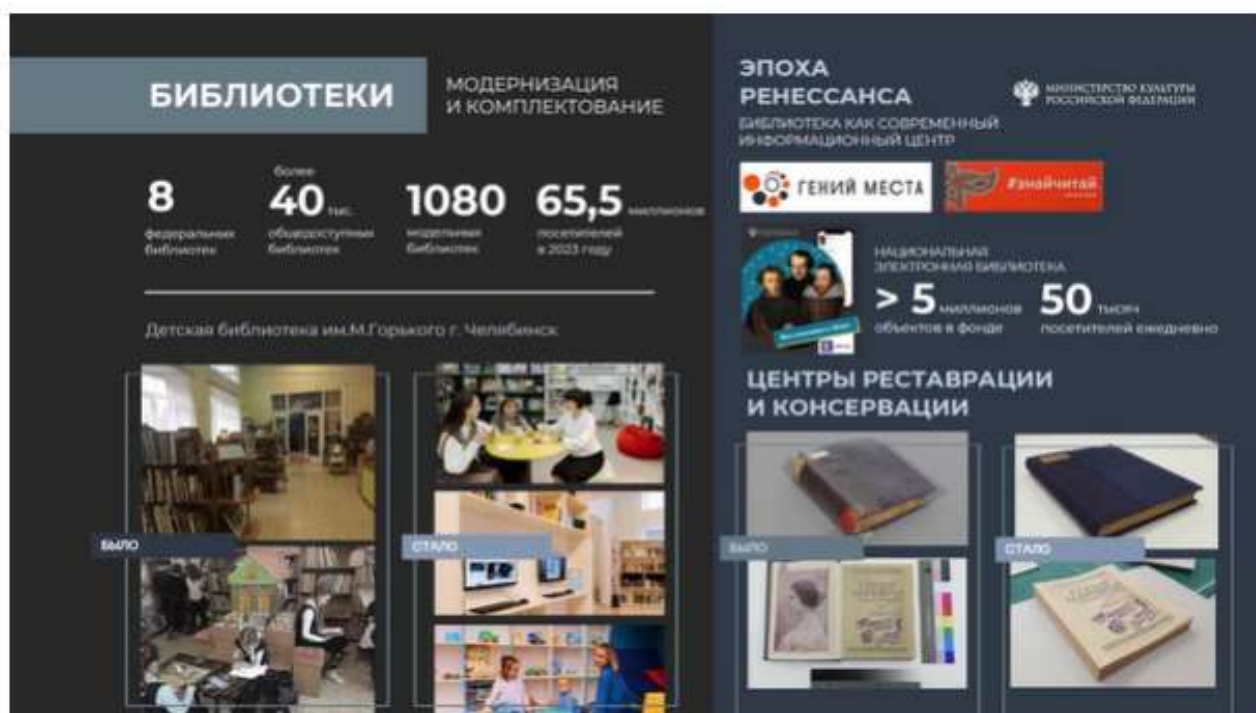 БИБЛИОТЕКИ
МОДЕРНИЗАЦИЯ
И КОМПЛЕКТОВАНИЕ
8
федеральных
библиотек
более
40 тыс.
общедоступных
библиотек
1080
модельных
библиотек
65,5 миллионов
посетителей
в 2023 году
Детская библиотека им.М.Горького г. Челябинск
БЫЛО
СТАЛО
ЭПОХА
РЕНЕССАНСА
БИБЛИОТЕКА КАК СОВРЕМЕННЫЙ
ИНФОРМАЦИОННЫЙ ЦЕНТР
МИНИСТЕРСТВО КУЛЬТУРЫ
РОССИЙСКОЙ ФЕДЕРАЦИИ
ГЕНИЙ МЕСТА
#знайчитай
НАЦИОНАЛЬНАЯ
ЭЛЕКТРОННАЯ БИБЛИОТЕКА
> 5 миллионов
объектов в фонде
50 тысяч
посетителей ежедневно
ЦЕНТРЫ РЕСТАВРАЦИИ
И КОНСЕРВАЦИИ
БЫЛО
СТАЛО